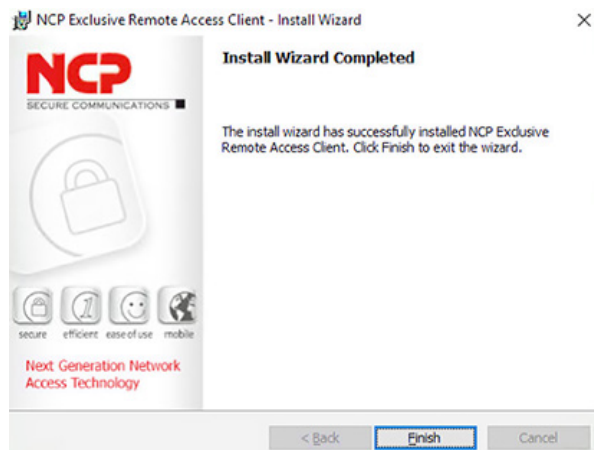 NCP Exclusive Remote Access Client - Install Wizard
NCP
SECURE COMMUNICATIONS
Install Wizard Completed
The install wizard has successfully installed NCP Exclusive
Remote Access Client. Click Finish to exit the wizard.
secure efficient ease of use mobile
Next Generation Network
Access Technology
< Back Finish Cancel